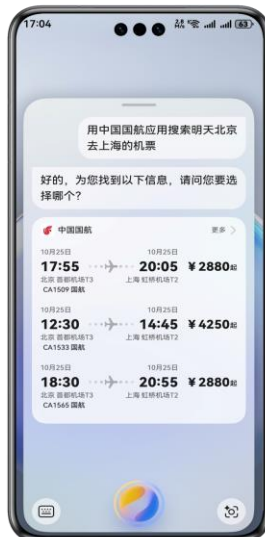 17:04
63
用中国国航应用搜索明天北京
去上海的机票
好的，为您找到以下信息，请问您要选
择哪个？
中国国航 更多
10月25日 10月25日
17:55 20:05 ¥2880起
北京 首都机场T3 上海 虹桥机场T2
CA1509 国航
10月25日 10月25日
12:30 14:45 ¥4250起
北京 首都机场T3 上海 虹桥机场T2
CA1533 国航
10月25日 10月25日
18:30 20:55 ¥2880起
北京 首都机场T3 上海 虹桥机场T2
CA1565 国航